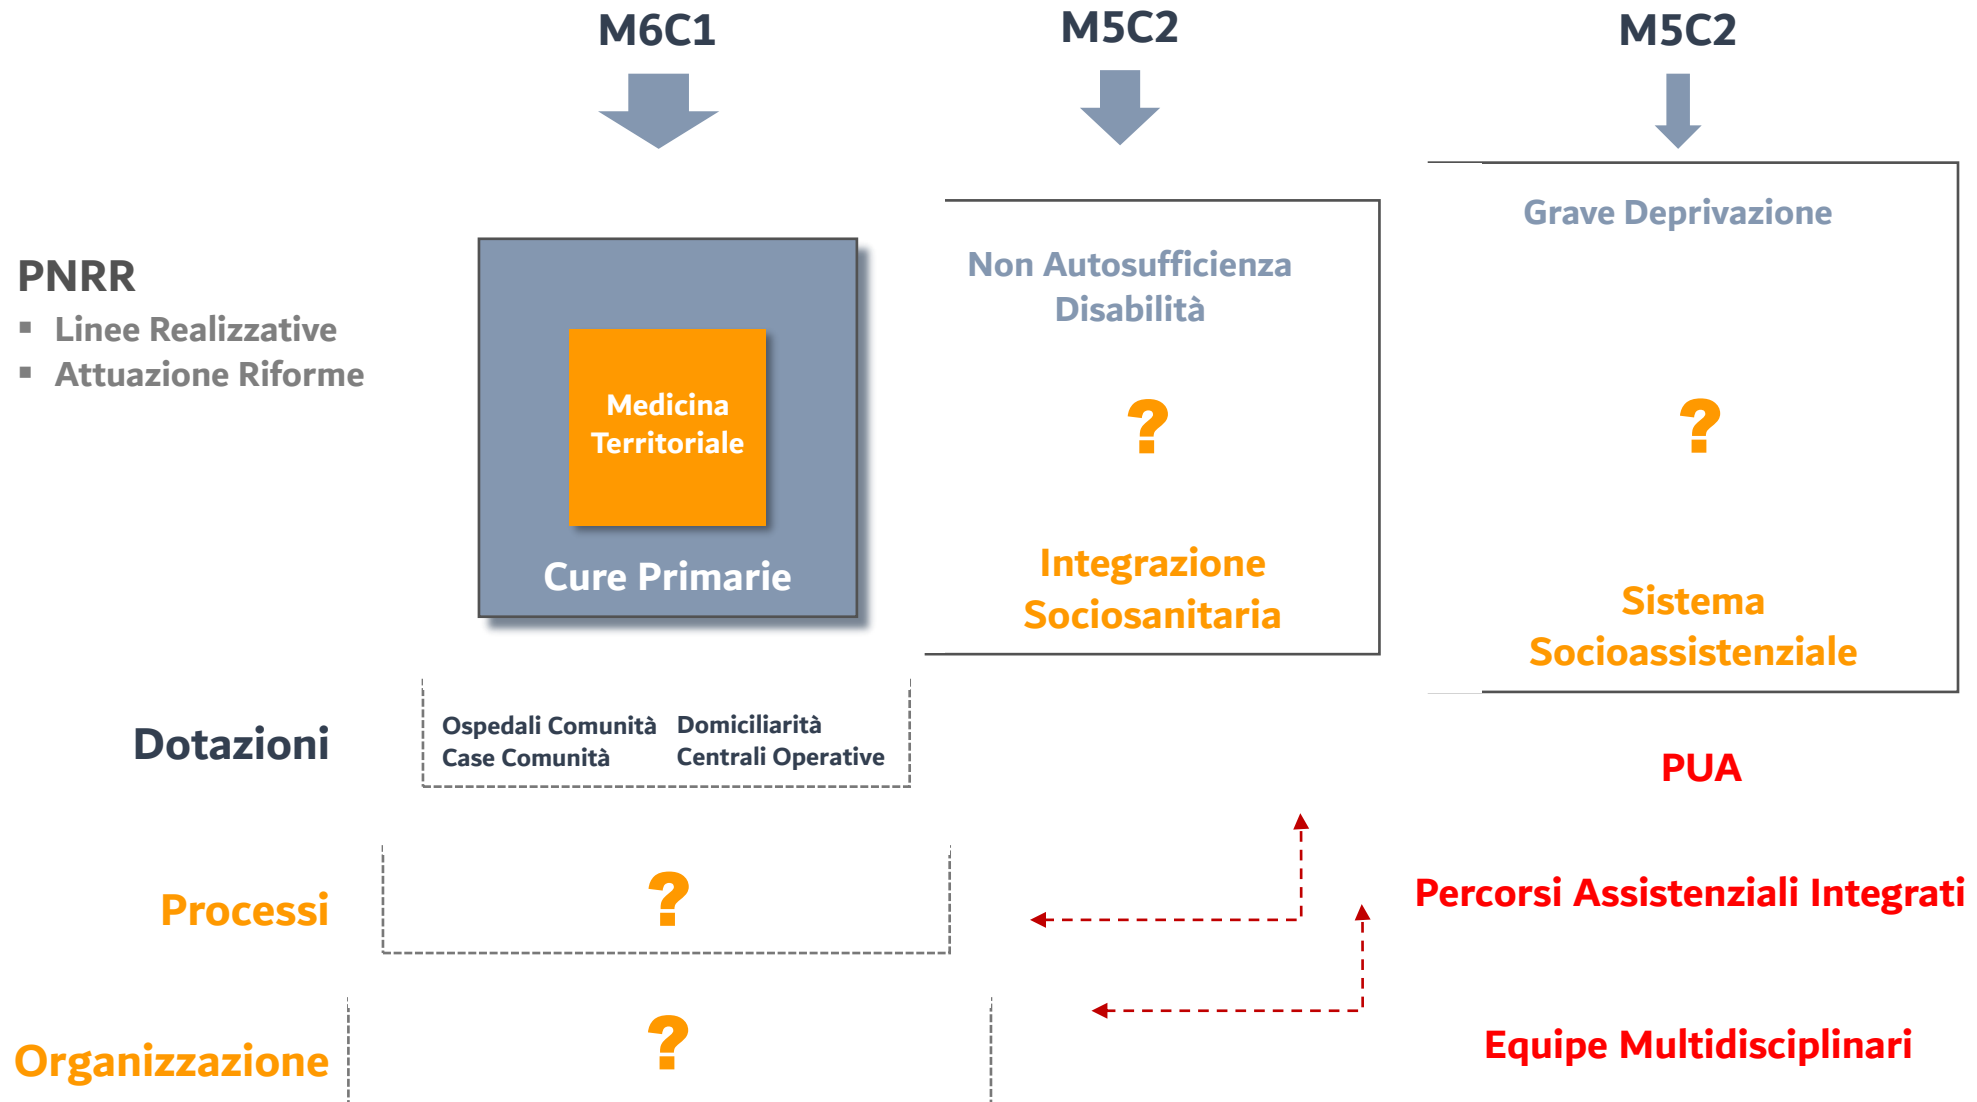 M6C1
M5C2
M5C2
PNRR
▪ Linee Realizzative
▪ Attuazione Riforme
Medicina
Territoriale
Cure Primarie
Non Autosufficienza
Disabilità
?
Integrazione
Sociosanitaria
Grave Deprivazione
?
Sistema
Socioassistenziale
Dotazioni
Ospedali Comunità
Case Comunità
Domiciliarità
Centrali Operative
PUA
Processi
?
Percorsi Assistenziali Integrati
Organizzazione
?
Equipe Multidisciplinari